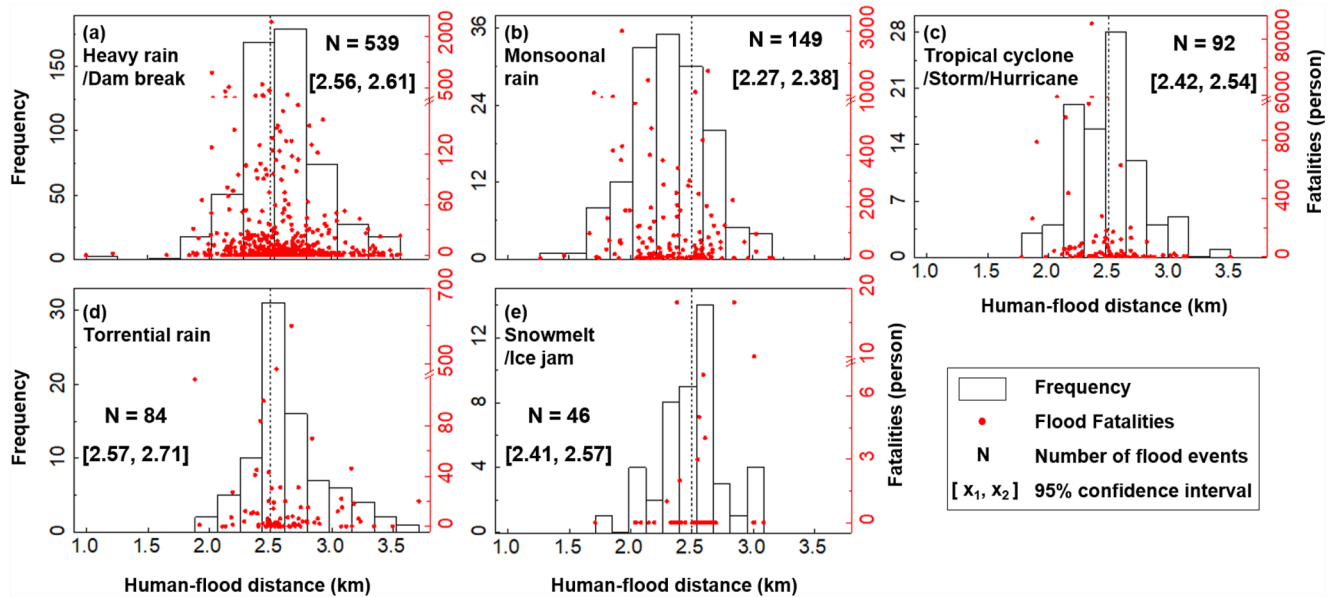 (a)
Heavy rain
/Dam break
N = 539
[2.56, 2.61]
Frequency
0
50
100
150
0
60
120
500
2000
(b)
Monsoonal
rain
N = 149
[2.27, 2.38]
0
12
24
36
0
200
400
1000
3000
(c)
Tropical cyclone
/Storm/Hurricane
N = 92
[2.42, 2.54]
0
7
14
21
28
0
400
800
60000
80000
Fatalities (person)
1.0
1.5
2.0
2.5
3.0
3.5
Human-flood distance (km)
(d)
Torrential rain
N = 84
[2.57, 2.71]
Frequency
0
10
20
30
0
40
80
500
700
1.0
1.5
2.0
2.5
3.0
3.5
Human-flood distance (km)
(e)
Snowmelt
/Ice jam
N = 46
[2.41, 2.57]
0
4
8
12
0
3
6
10
20
Fatalities (person)
1.0
1.5
2.0
2.5
3.0
3.5
Human-flood distance (km)
Frequency
Flood Fatalities
N Number of flood events
[ x₁, x₂ ] 95% confidence interval